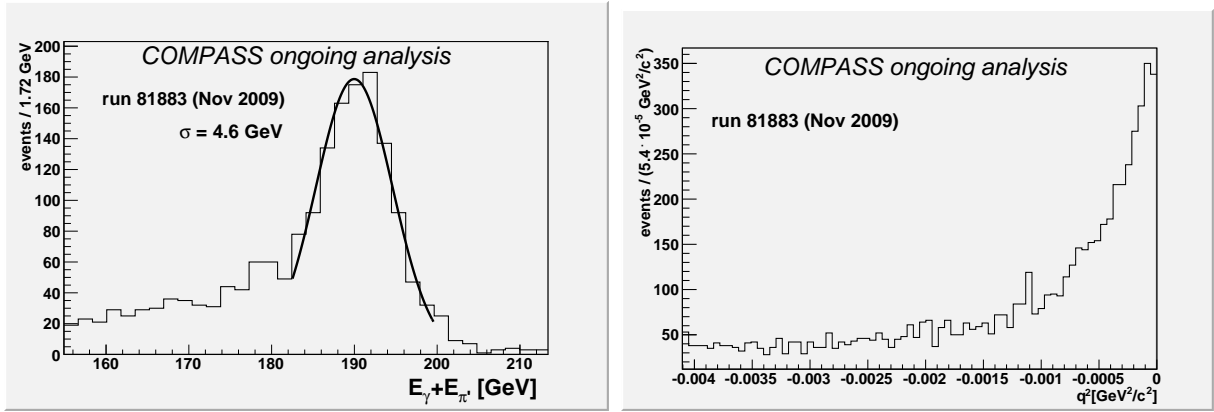 COMPASS ongoing analysis
run 81883 (Nov 2009)
σ = 4.6 GeV
events / 1.72 GeV
200
180
160
140
120
100
80
60
40
20
0
160 170 180 190 200 210
E_γ+E_π- [GeV]
COMPASS ongoing analysis
run 81883 (Nov 2009)
events / (5.4 · 10⁻⁵ GeV²/c²)
350
300
250
200
150
100
50
-0.004 -0.0035 -0.003 -0.0025 -0.002 -0.0015 -0.001 -0.0005 0
q²[GeV²/c²]